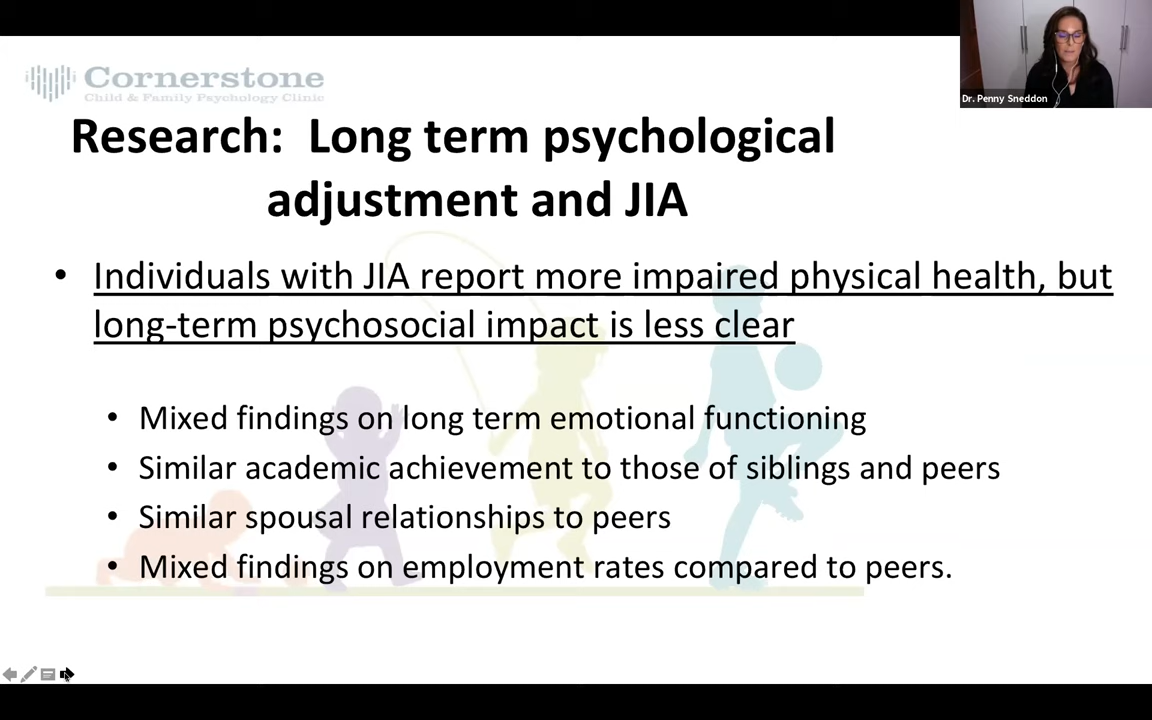 Cornerstone
Child & Family Psychology Clinic
Dr. Penny Sneddon
Research: Long term psychological
adjustment and JIA
• Individuals with JIA report more impaired physical health, but
long-term psychosocial impact is less clear
• Mixed findings on long term emotional functioning
• Similar academic achievement to those of siblings and peers
• Similar spousal relationships to peers
• Mixed findings on employment rates compared to peers.